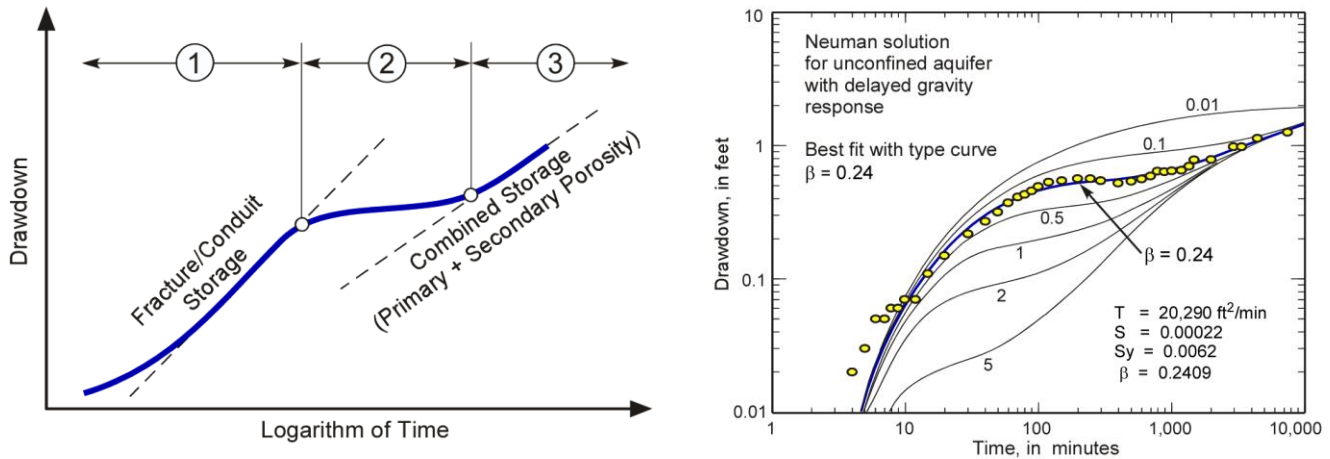 Drawdown
1
2
3
Fracture/Conduit
Storage
Combined Storage
(Primary + Secondary Porosity)
Logarithm of Time
Drawdown, in feet
10
1
0.1
0.01
Neuman solution
for unconfined aquifer
with delayed gravity
response
Best fit with type curve
β = 0.24
0.01
0.1
0.5
1
2
5
β = 0.24
T = 20,290 ft²/min
S = 0.00022
Sy = 0.0062
β = 0.2409
1 10 100 1,000 10,000
Time, in minutes